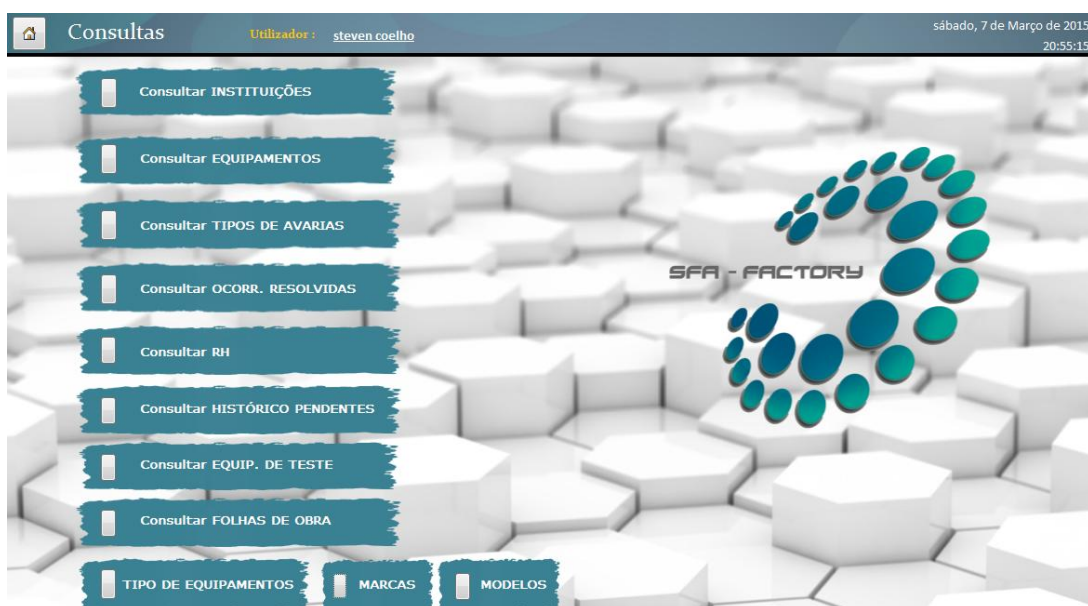 Consultas
Utilizador : steven coelho
sábado, 7 de Março de 2015
20:55:15
Consultar INSTITUIÇÕES
Consultar EQUIPAMENTOS
Consultar TIPOS DE AVARIAS
Consultar OCORR. RESOLVIDAS
Consultar RH
Consultar HISTÓRICO PENDENTES
Consultar EQUIP. DE TESTE
Consultar FOLHAS DE OBRA
TIPO DE EQUIPAMENTOS
MARCAS
MODELOS
SFA - FACTORY